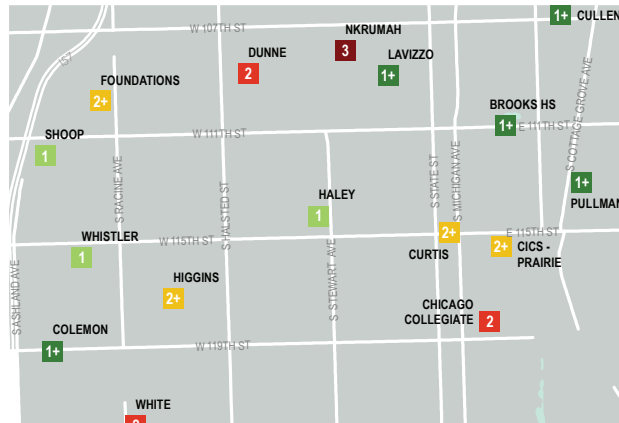 1+
CULLEN
W 107TH ST
NKRUMAH
3
DUNNE
2
LAVIZZO
1+
I-57
FOUNDATIONS
2+
S COTTAGE GROVE AVE
BROOKS HS
1+
E 111TH ST
W 111TH ST
SHOOP
1
S RACINE AVE
S HALSTED ST
S STATE ST
S MICHIGAN AVE
1+
PULLMAN
HALEY
1
WHISTLER
1
W 115TH ST
E 115TH ST
2+
CURTIS
2+
CICS -
PRAIRIE
S ASHLAND AVE
S STEWART AVE
HIGGINS
2+
CHICAGO
COLLEGIATE
2
COLEMON
1+
W 119TH ST
WHITE
2